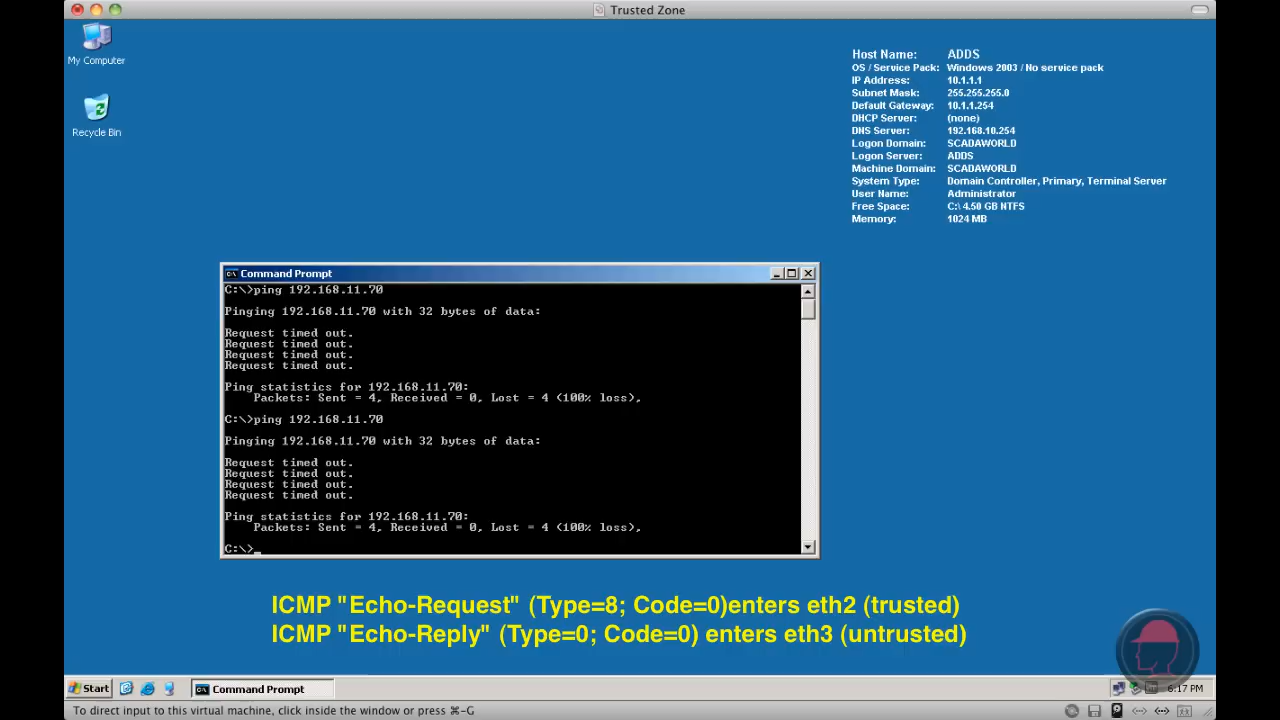 Trusted Zone
My Computer
Recycle Bin
Host Name: ADDS
OS / Service Pack: Windows 2003 / No service pack
IP Address: 10.1.1.1
Subnet Mask: 255.255.255.0
Default Gateway: 10.1.1.254
DHCP Server: (none)
DNS Server: 192.168.10.254
Logon Domain: SCADAWORLD
Logon Server: ADDS
Machine Domain: SCADAWORLD
System Type: Domain Controller, Primary, Terminal Server
User Name: Administrator
Free Space: C:\ 4.50 GB NTFS
Memory: 1024 MB
Command Prompt
C:\>ping 192.168.11.70
Pinging 192.168.11.70 with 32 bytes of data:
Request timed out.
Request timed out.
Request timed out.
Request timed out.
Ping statistics for 192.168.11.70:
Packets: Sent = 4, Received = 0, Lost = 4 (100% loss),
C:\>ping 192.168.11.70
Pinging 192.168.11.70 with 32 bytes of data:
Request timed out.
Request timed out.
Request timed out.
Request timed out.
Ping statistics for 192.168.11.70:
Packets: Sent = 4, Received = 0, Lost = 4 (100% loss),
C:\>_
ICMP "Echo-Request" (Type=8; Code=0)enters eth2 (trusted)
ICMP "Echo-Reply" (Type=0; Code=0) enters eth3 (untrusted)
Start
Command Prompt
6:17 PM
To direct input to this virtual machine, click inside the window or press ⌘-G